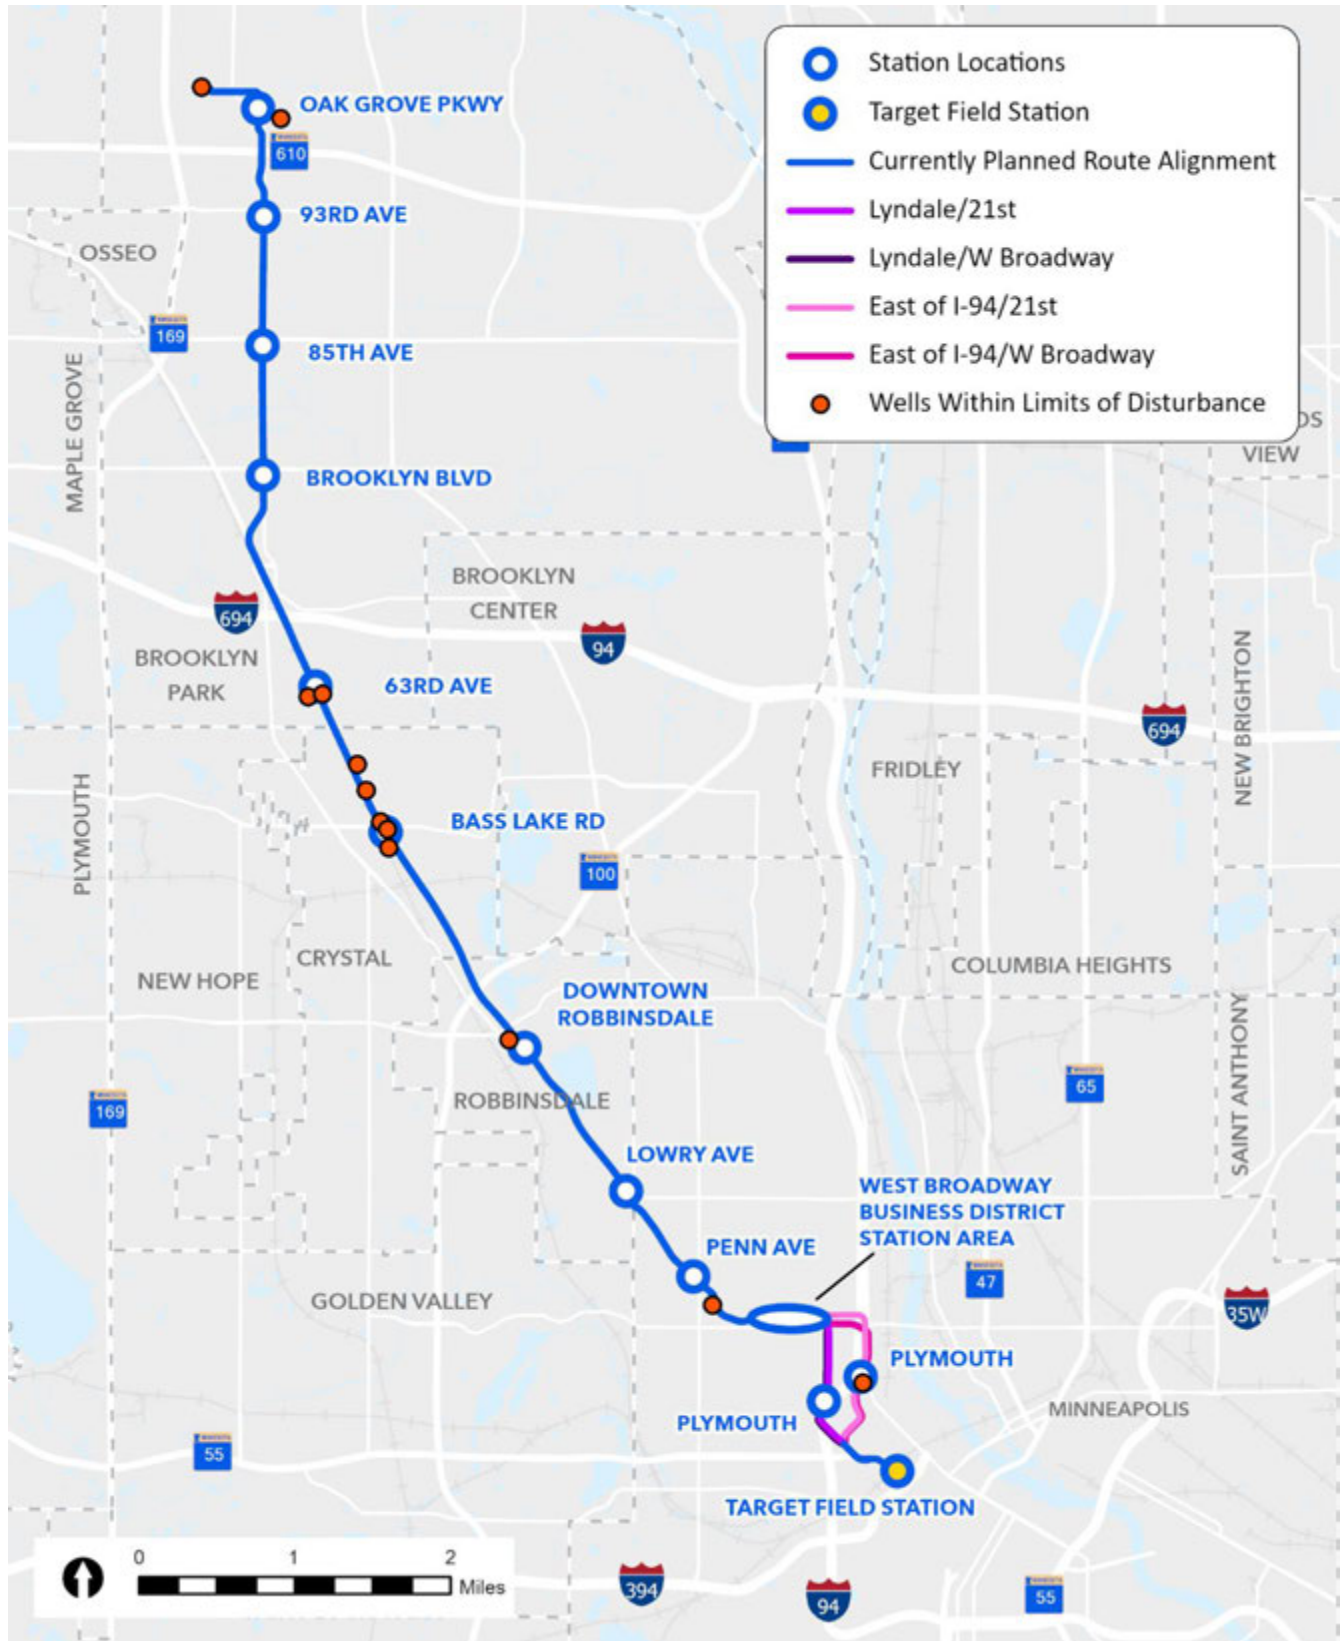 Station Locations
Target Field Station
Currently Planned Route Alignment
Lyndale/21st
Lyndale/W Broadway
East of I-94/21st
East of I-94/W Broadway
Wells Within Limits of Disturbance
OAK GROVE PKWY
610
93RD AVE
OSSEO
169
85TH AVE
MAPLE GROVE
VIEW
BROOKLYN BLVD
BROOKLYN
CENTER
694
94
BROOKLYN
PARK
63RD AVE
694
NEW BRIGHTON
FRIDLEY
PLYMOUTH
BASS LAKE RD
100
CRYSTAL
NEW HOPE
COLUMBIA HEIGHTS
DOWNTOWN
ROBBINSDALE
SAINT ANTHONY
65
169
ROBBINSDALE
LOWRY AVE
WEST BROADWAY
BUSINESS DISTRICT
STATION AREA
PENN AVE
47
GOLDEN VALLEY
35W
PLYMOUTH
MINNEAPOLIS
PLYMOUTH
55
TARGET FIELD STATION
0 1 2
Miles
394
94
55